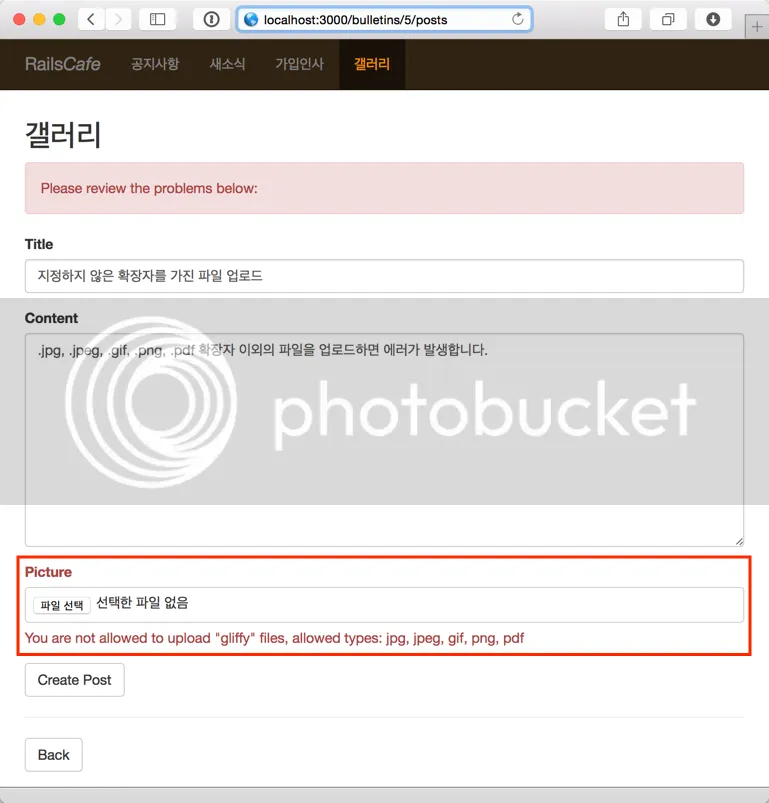 localhost:3000/bulletins/5/posts
RailsCafe 공지사항 새소식 가입인사 갤러리
갤러리
Please review the problems below:
Title
지정하지 않은 확장자를 가진 파일 업로드
Content
.jpg, .jpeg, .gif, .png, .pdf 확장자 이외의 파일을 업로드하면 에러가 발생합니다.
photobucket
Picture
파일 선택 선택한 파일 없음
You are not allowed to upload "gliffy" files, allowed types: jpg, jpeg, gif, png, pdf
Create Post
Back